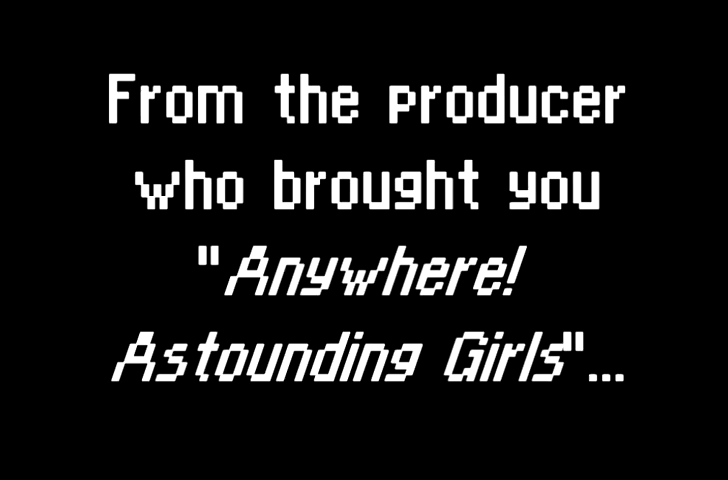 From the producer
who brought you
"Anywhere!
Astounding Girls"...